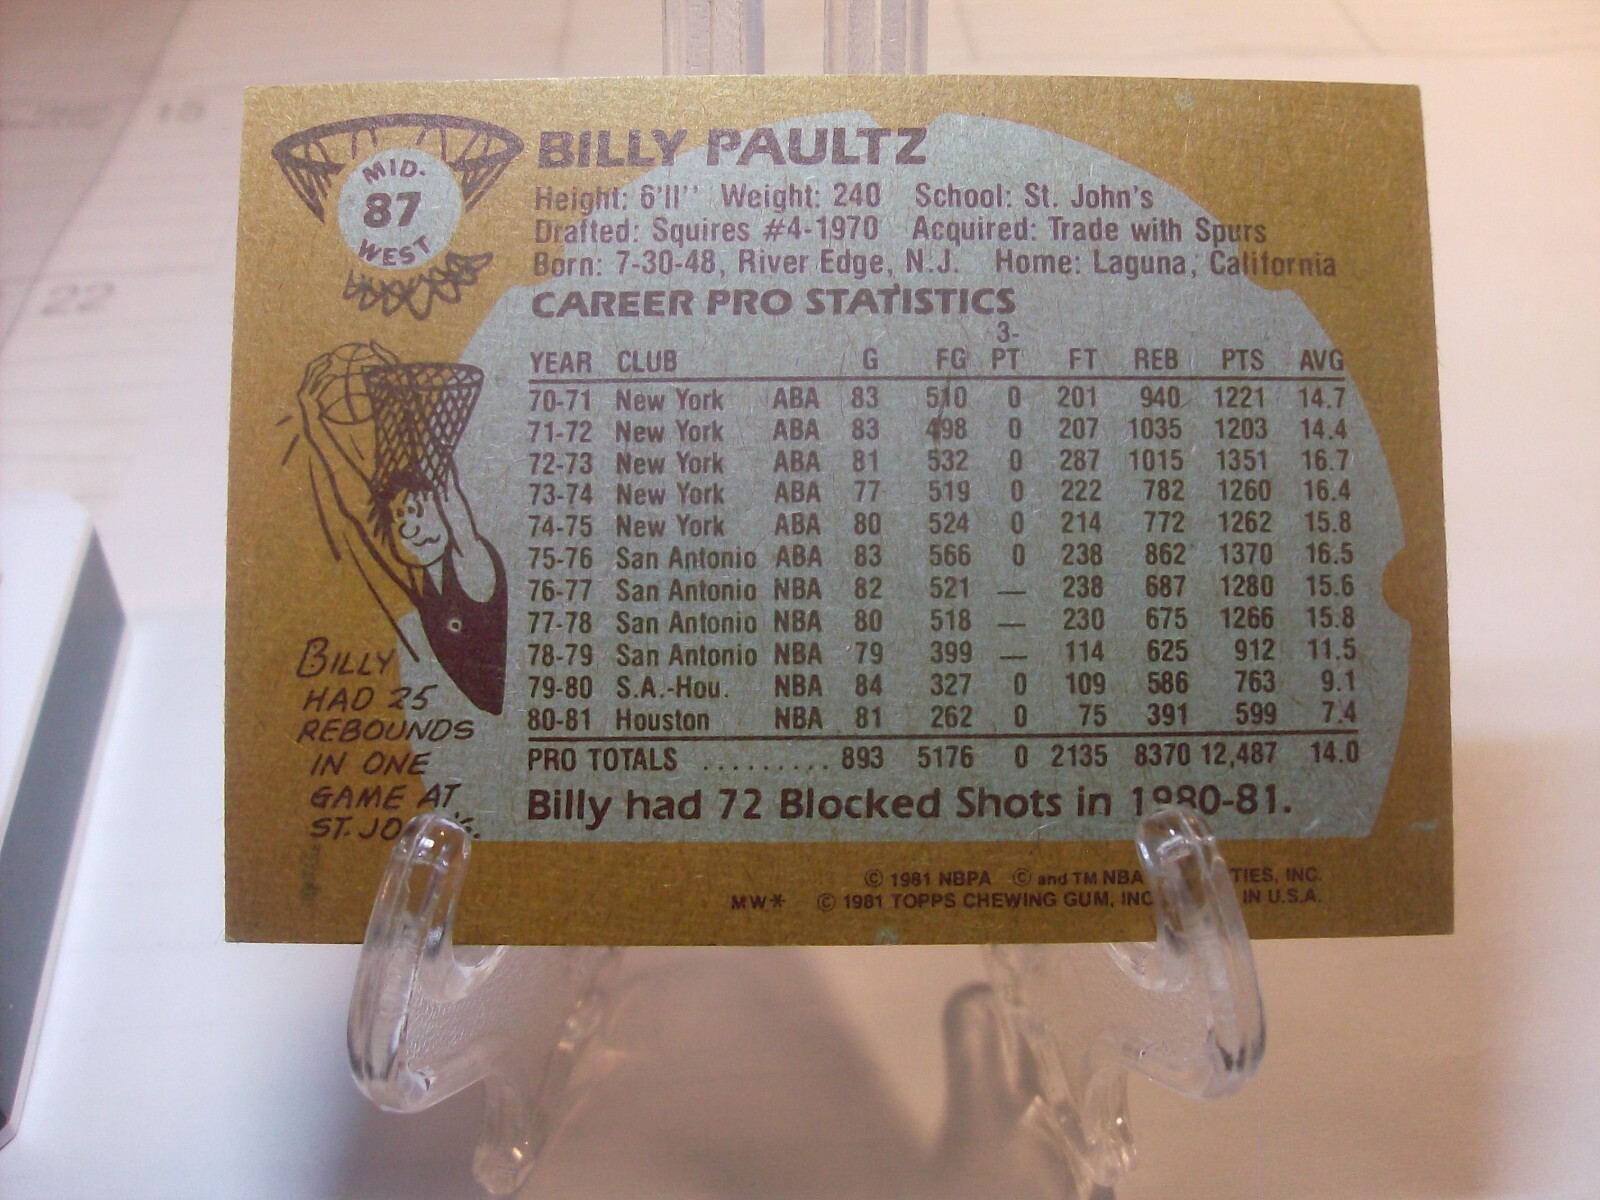 MID.
87
WEST
BILLY PAULTZ
Height: 6'11'' Weight: 240 School: St. John's
Drafted: Squires #4-1970 Acquired: Trade with Spurs
Born: 7-30-48, River Edge, N.J. Home: Laguna, California
CAREER PRO STATISTICS
3-
YEAR CLUB G FG PT FT REB PTS AVG
70-71 New York ABA 83 510 0 201 940 1221 14.7
71-72 New York ABA 83 498 0 207 1035 1203 14.4
72-73 New York ABA 81 532 0 287 1015 1351 16.7
73-74 New York ABA 77 519 0 222 782 1260 16.4
74-75 New York ABA 80 524 0 214 772 1262 15.8
75-76 San Antonio ABA 83 566 0 238 862 1370 16.5
76-77 San Antonio NBA 82 521 — 238 687 1280 15.6
77-78 San Antonio NBA 80 518 — 230 675 1266 15.8
78-79 San Antonio NBA 79 399 — 114 625 912 11.5
79-80 S.A.-Hou. NBA 84 327 0 109 586 763 9.1
80-81 Houston NBA 81 262 0 75 391 599 7.4
PRO TOTALS ......... 893 5176 0 2135 8370 12,487 14.0
Billy had 72 Blocked Shots in 1980-81.
BILLY
HAD 25
REBOUNDS
IN ONE
GAME AT
ST.
© 1981 NBPA © and TM NBA INC.
MW* © 1981 TOPPS CHEWING GUM, INC IN U.S.A.
15
22